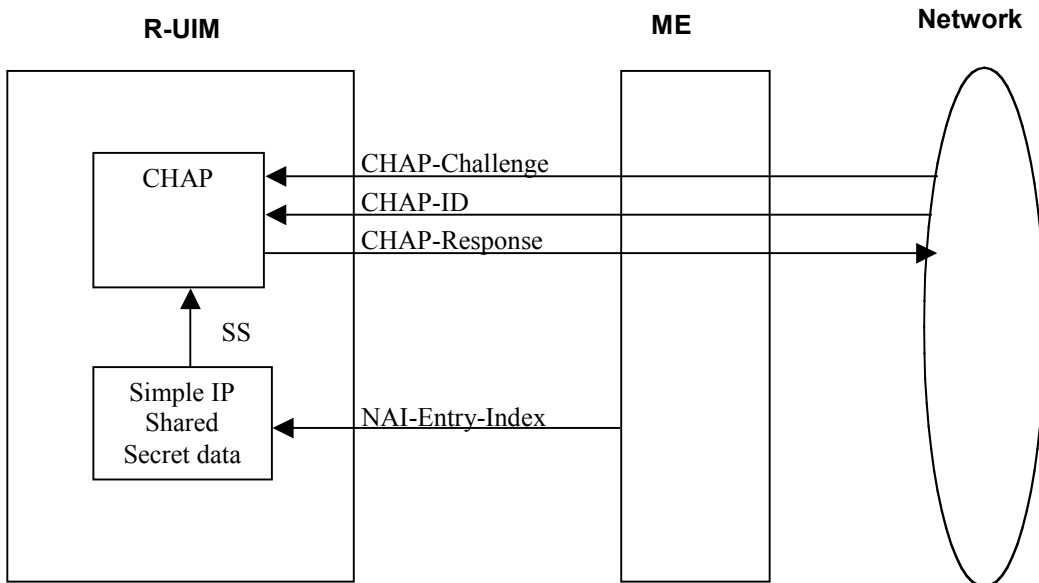 R-UIM
ME
Network
CHAP
CHAP-Challenge
CHAP-ID
CHAP-Response
SS
Simple IP
Shared
Secret data
NAI-Entry-Index